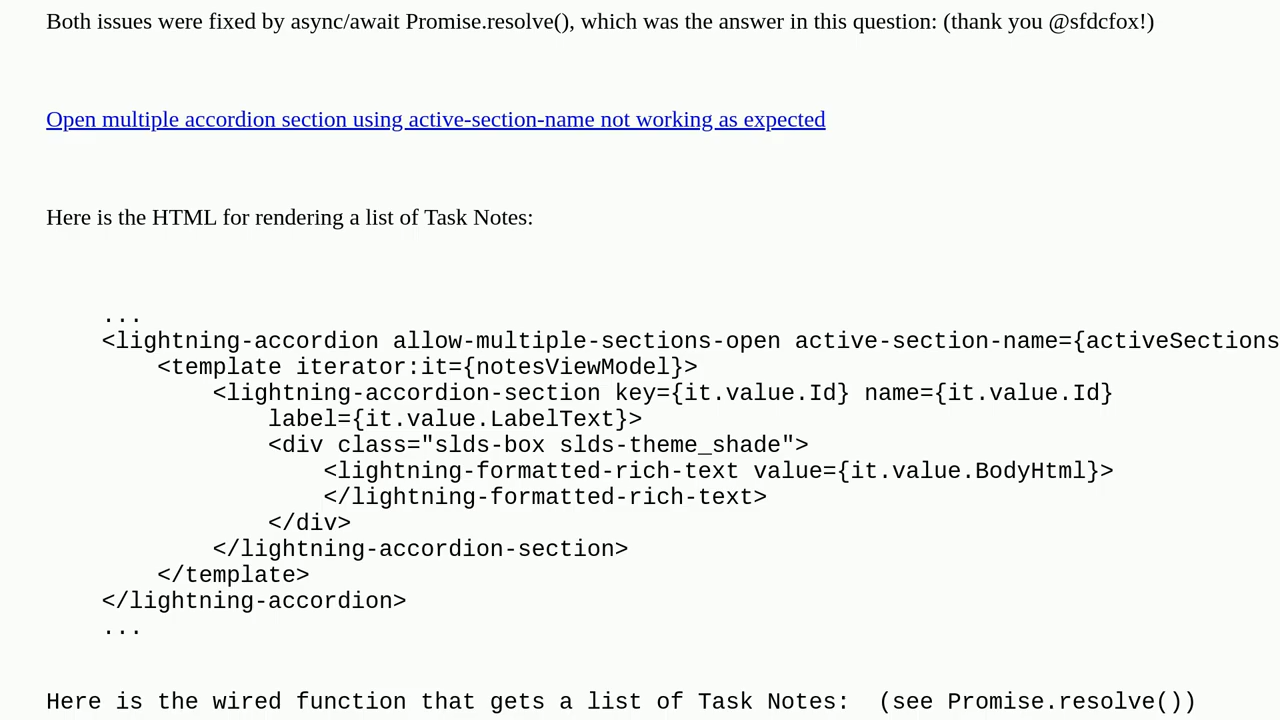 Both issues were fixed by async/await Promise.resolve(), which was the answer in this question: (thank you @sfdcfox!)
Open multiple accordion section using active-section-name not working as expected
Here is the HTML for rendering a list of Task Notes:
...
<lightning-accordion allow-multiple-sections-open active-section-name={activeSections
<template iterator:it={notesViewModel}>
<lightning-accordion-section key={it.value.Id} name={it.value.Id}
label={it.value.LabelText}>
<div class="slds-box slds-theme_shade">
<lightning-formatted-rich-text value={it.value.BodyHtml}>
</lightning-formatted-rich-text>
</div>
</lightning-accordion-section>
</template>
</lightning-accordion>
...
Here is the wired function that gets a list of Task Notes:  (see Promise.resolve())